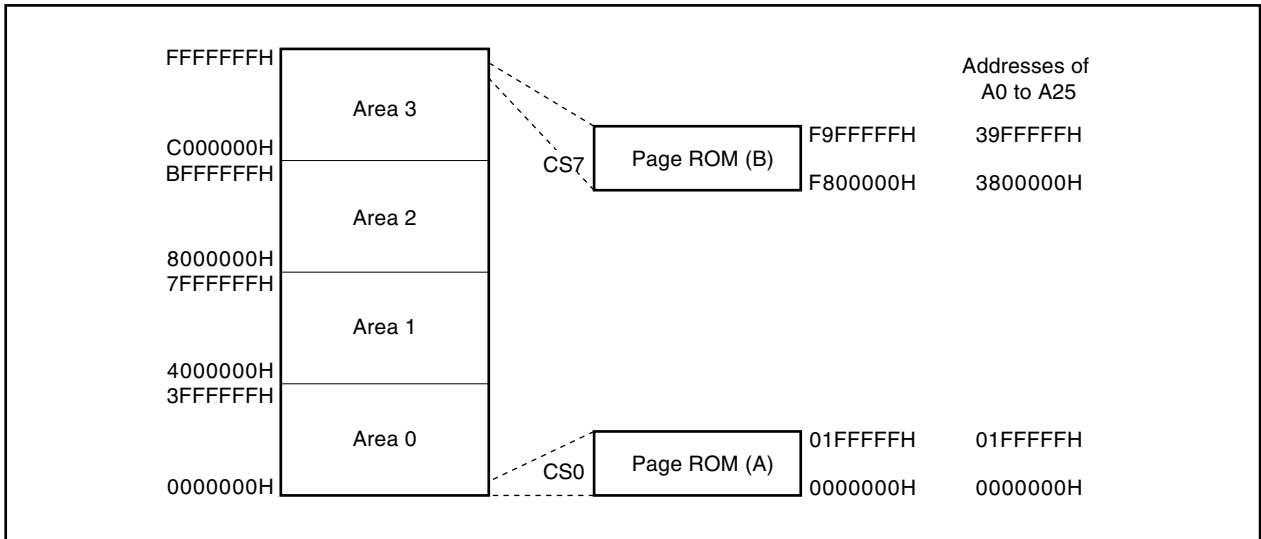 FFFFFFFH
Addresses of
A0 to A25
Area 3
F9FFFFFH 39FFFFFH
C000000H
CS7
Page ROM (B)
BFFFFFFH
F800000H 3800000H
Area 2
8000000H
7FFFFFFH
Area 1
4000000H
3FFFFFFH
Area 0
01FFFFFH 01FFFFFH
CS0
Page ROM (A)
0000000H
0000000H 0000000H